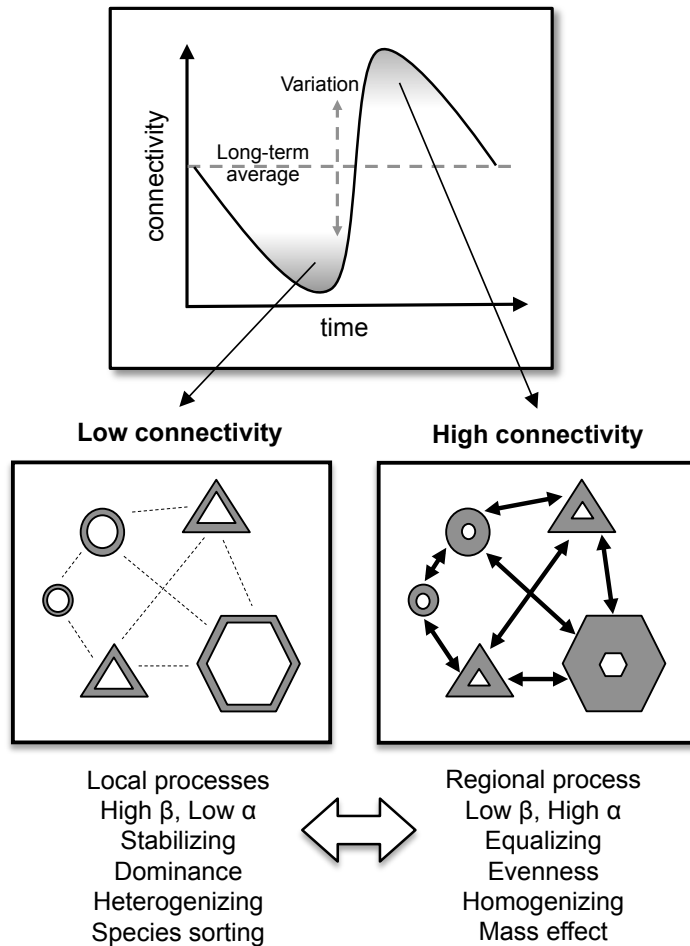 Variation
Long-term
average
connectivity
time
Low connectivity
High connectivity
Local processes
High β, Low α
Stabilizing
Dominance
Heterogenizing
Species sorting
Regional process
Low β, High α
Equalizing
Evenness
Homogenizing
Mass effect